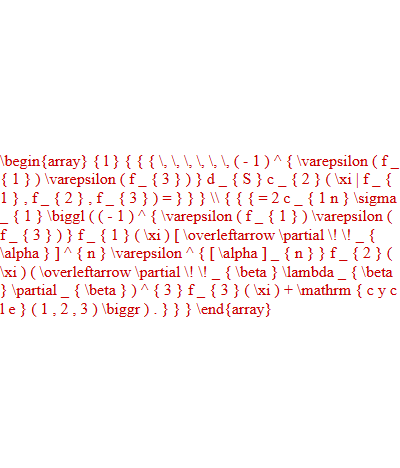 \begin{array} { l } { { { \, \, \, \, \, \, ( - 1 ) ^ { \varepsilon ( f _
{ 1 } ) \varepsilon ( f _ { 3 } ) } d _ { S } c _ { 2 } ( \xi | f _ {
1 } , f _ { 2 } , f _ { 3 } ) = } } } \\ { { { = 2 c _ { 1 n } \sigma
_ { 1 } \biggl ( ( - 1 ) ^ { \varepsilon ( f _ { 1 } ) \varepsilon (
f _ { 3 } ) } f _ { 1 } ( \xi ) [ \overleftarrow \partial \! \! _ {
\alpha } ] ^ { n } \varepsilon ^ { [ \alpha ] _ { n } } f _ { 2 } (
\xi ) ( \overleftarrow \partial \! \! _ { \beta } \lambda _ { \beta
} \partial _ { \beta } ) ^ { 3 } f _ { 3 } ( \xi ) + \mathrm { c y c
l e } ( 1 , 2 , 3 ) \biggr ) . } } } \end{array}